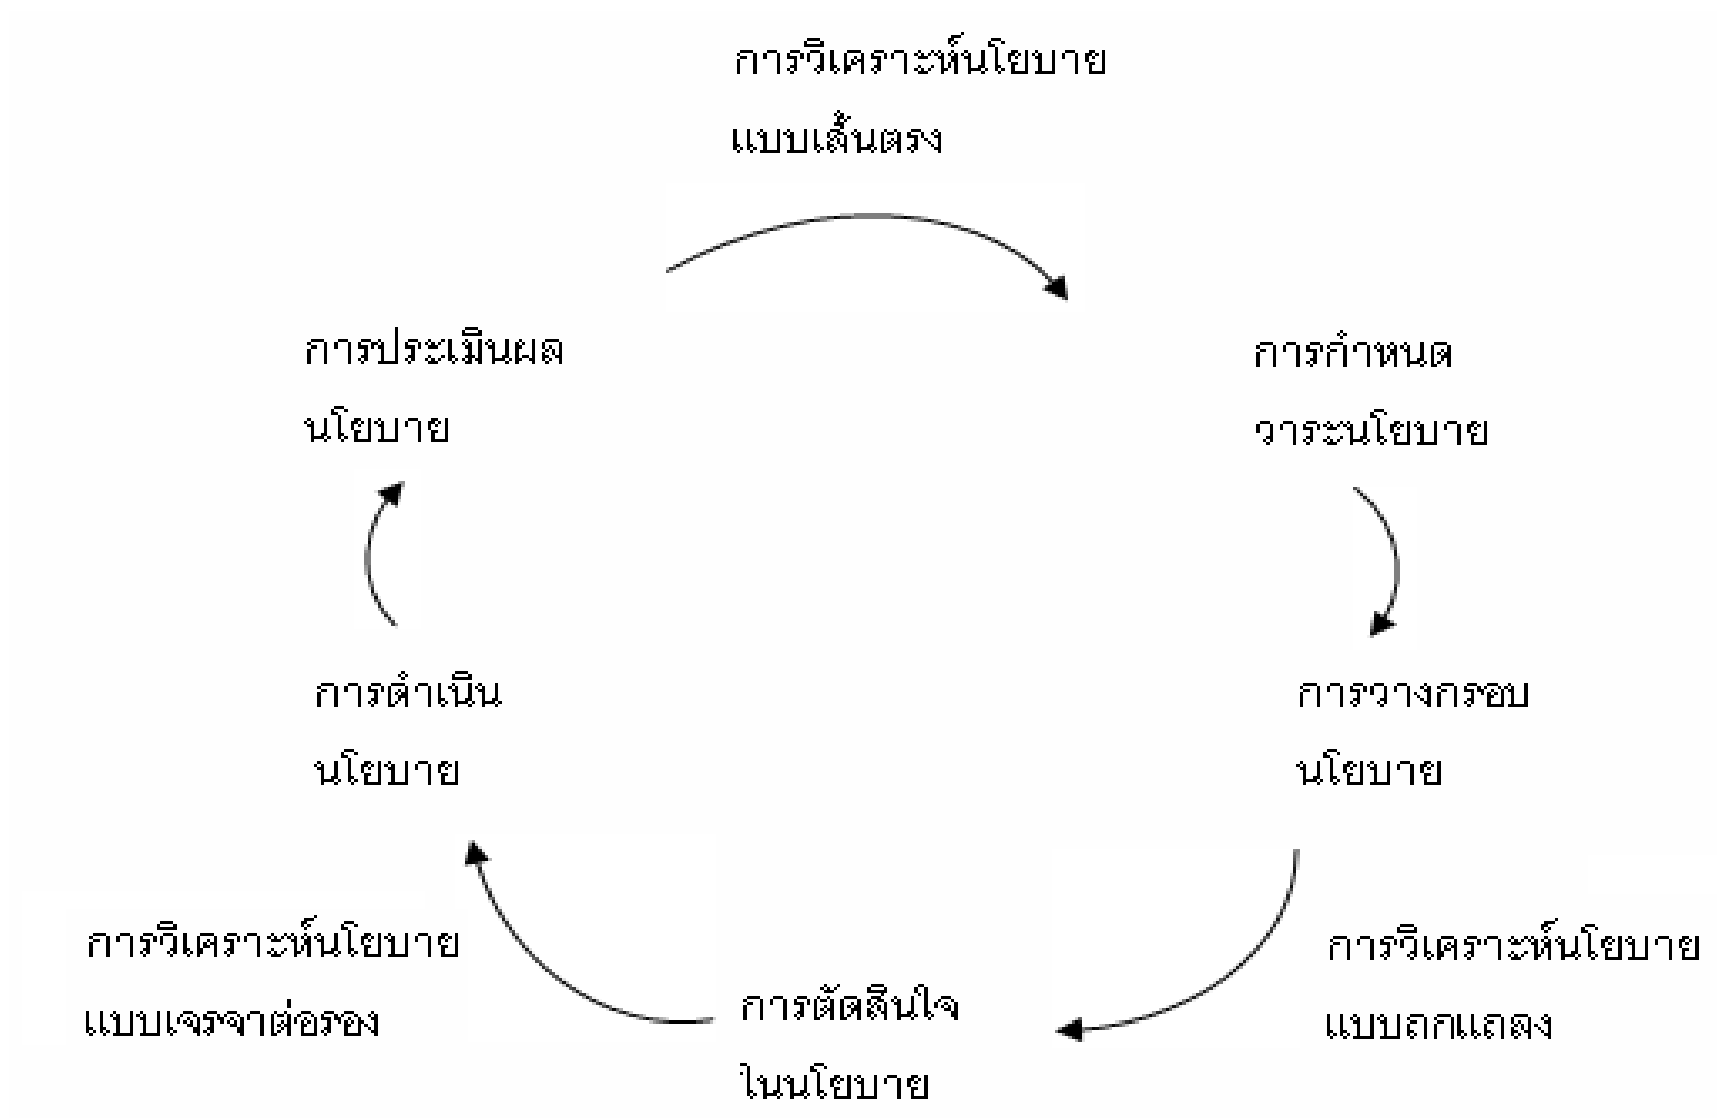 การวิเคราะห์นโยบาย
แบบเส้นตรง
การประเมินผล
นโยบาย
การกำหนด
วาระนโยบาย
การดำเนิน
นโยบาย
การวางกรอบ
นโยบาย
การวิเคราะห์นโยบาย
แบบเจรจาต่อรอง
การตัดสินใจ
ในนโยบาย
การวิเคราะห์นโยบาย
แบบถกแถลง